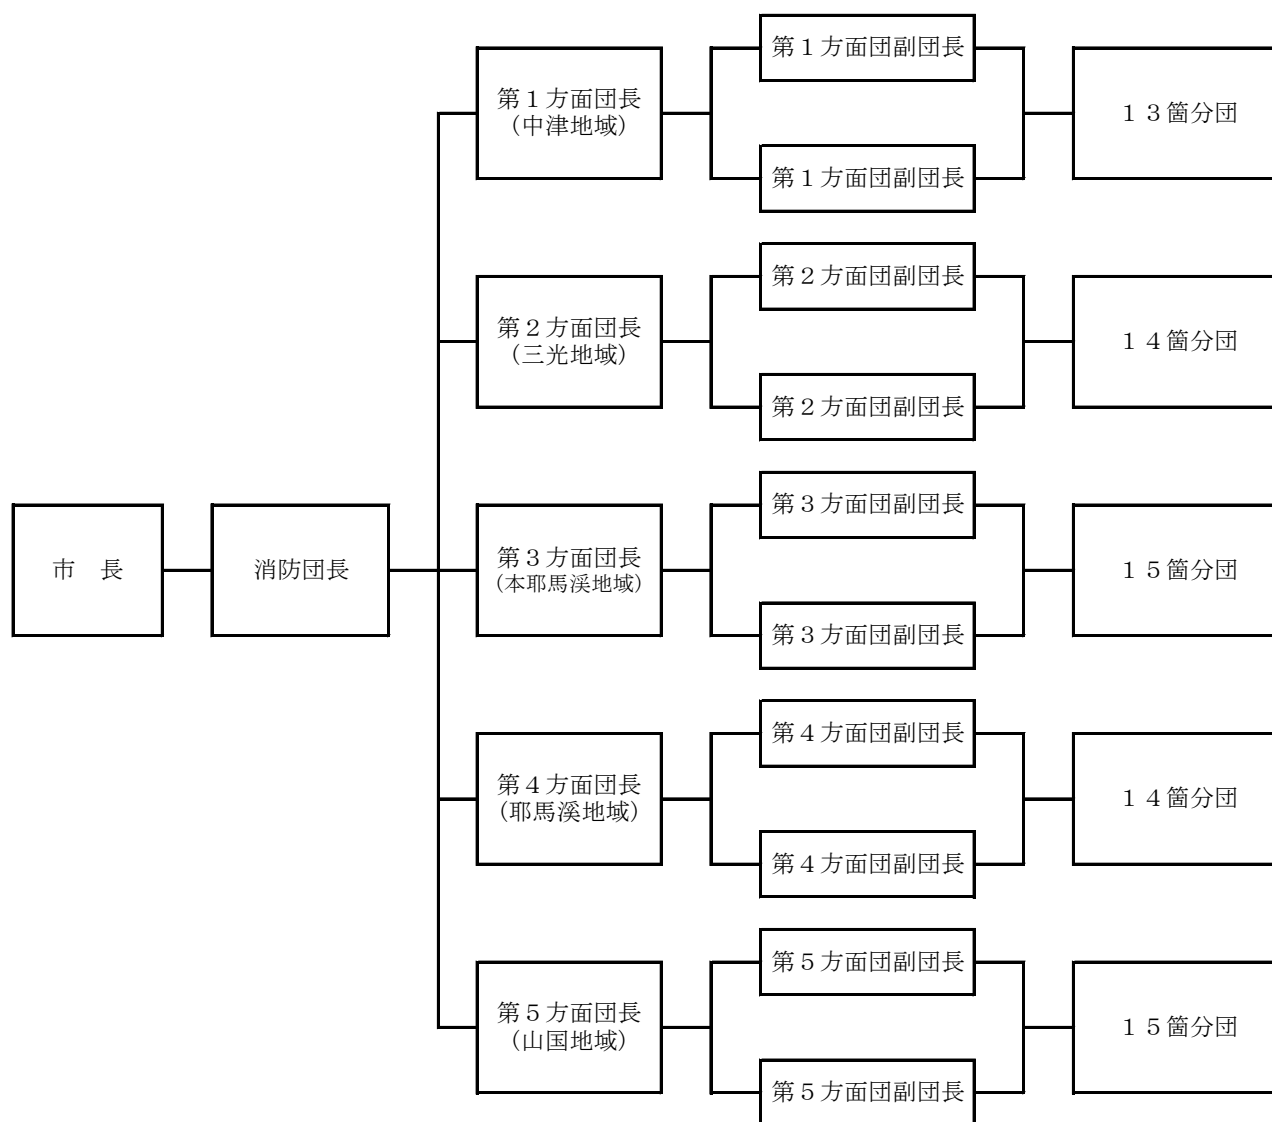 市　長
消防団長
第１方面団長
（中津地域）
第１方面団副団長
第１方面団副団長
１３箇分団
第２方面団長
（三光地域）
第２方面団副団長
第２方面団副団長
１４箇分団
第３方面団長
（本耶馬溪地域）
第３方面団副団長
第３方面団副団長
１５箇分団
第４方面団長
（耶馬溪地域）
第４方面団副団長
第４方面団副団長
１４箇分団
第５方面団長
（山国地域）
第５方面団副団長
第５方面団副団長
１５箇分団